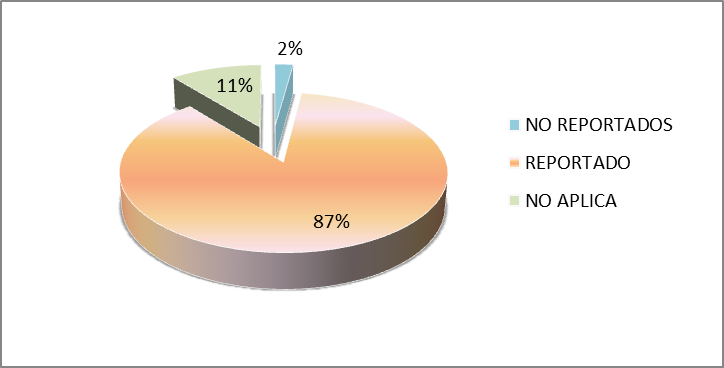 2%
11%
87%
NO REPORTADOS
REPORTADO
NO APLICA